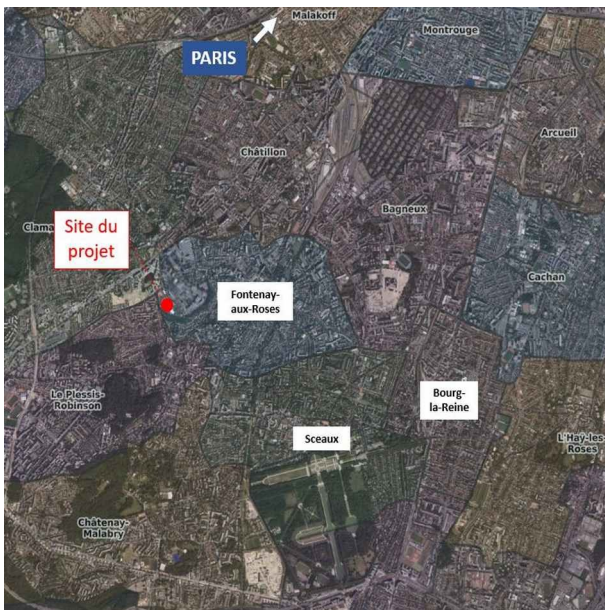 Malakoff
Montrouge
PARIS
Arcueil
Châtillon
Bagneux
Clama
Site du
projet
Cachan
Fontenay-
aux-Roses
Le Plessis-
Robinson
Bourg-
la-Reine
Sceaux
L'Haÿ-les-
Roses
Châtenay-
Malabry